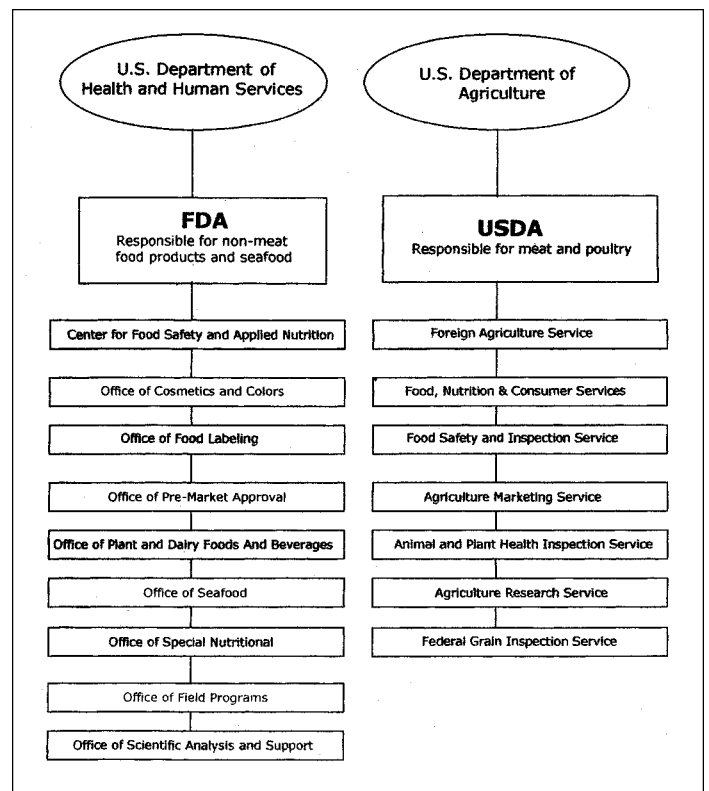 U.S. Department of
Health and Human Services
FDA
Responsible for non-meat
food products and seafood
Center for Food Safety and Applied Nutrition
Office of Cosmetics and Colors
Office of Food Labeling
Office of Pre-Market Approval
Office of Plant and Dairy Foods And Beverages
Office of Seafood
Office of Special Nutritional
Office of Field Programs
Office of Scientific Analysis and Support
U.S. Department of
Agriculture
USDA
Responsible for meat and poultry
Foreign Agriculture Service
Food, Nutrition & Consumer Services
Food Safety and Inspection Service
Agriculture Marketing Service
Animal and Plant Health Inspection Service
Agriculture Research Service
Federal Grain Inspection Service